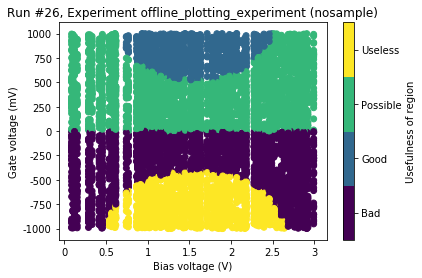 Run #26, Experiment offline_plotting_experiment (nosample)
1000
750
500
250
0
-250
-500
-750
-1000
Gate voltage (mV)
0 0.5 1 1.5 2 2.5 3
Bias voltage (V)
Useless
Possible
Good
Bad
Usefulness of region